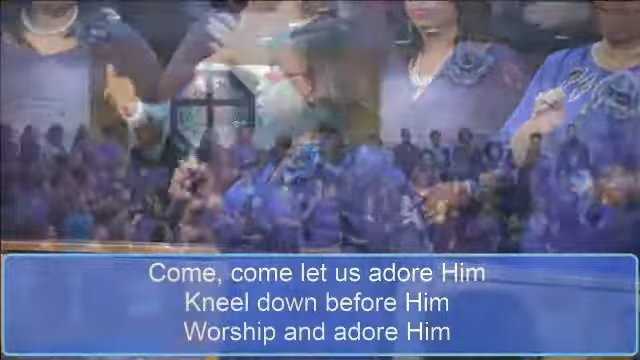 Come, come let us adore Him
Kneel down before Him
Worship and adore Him